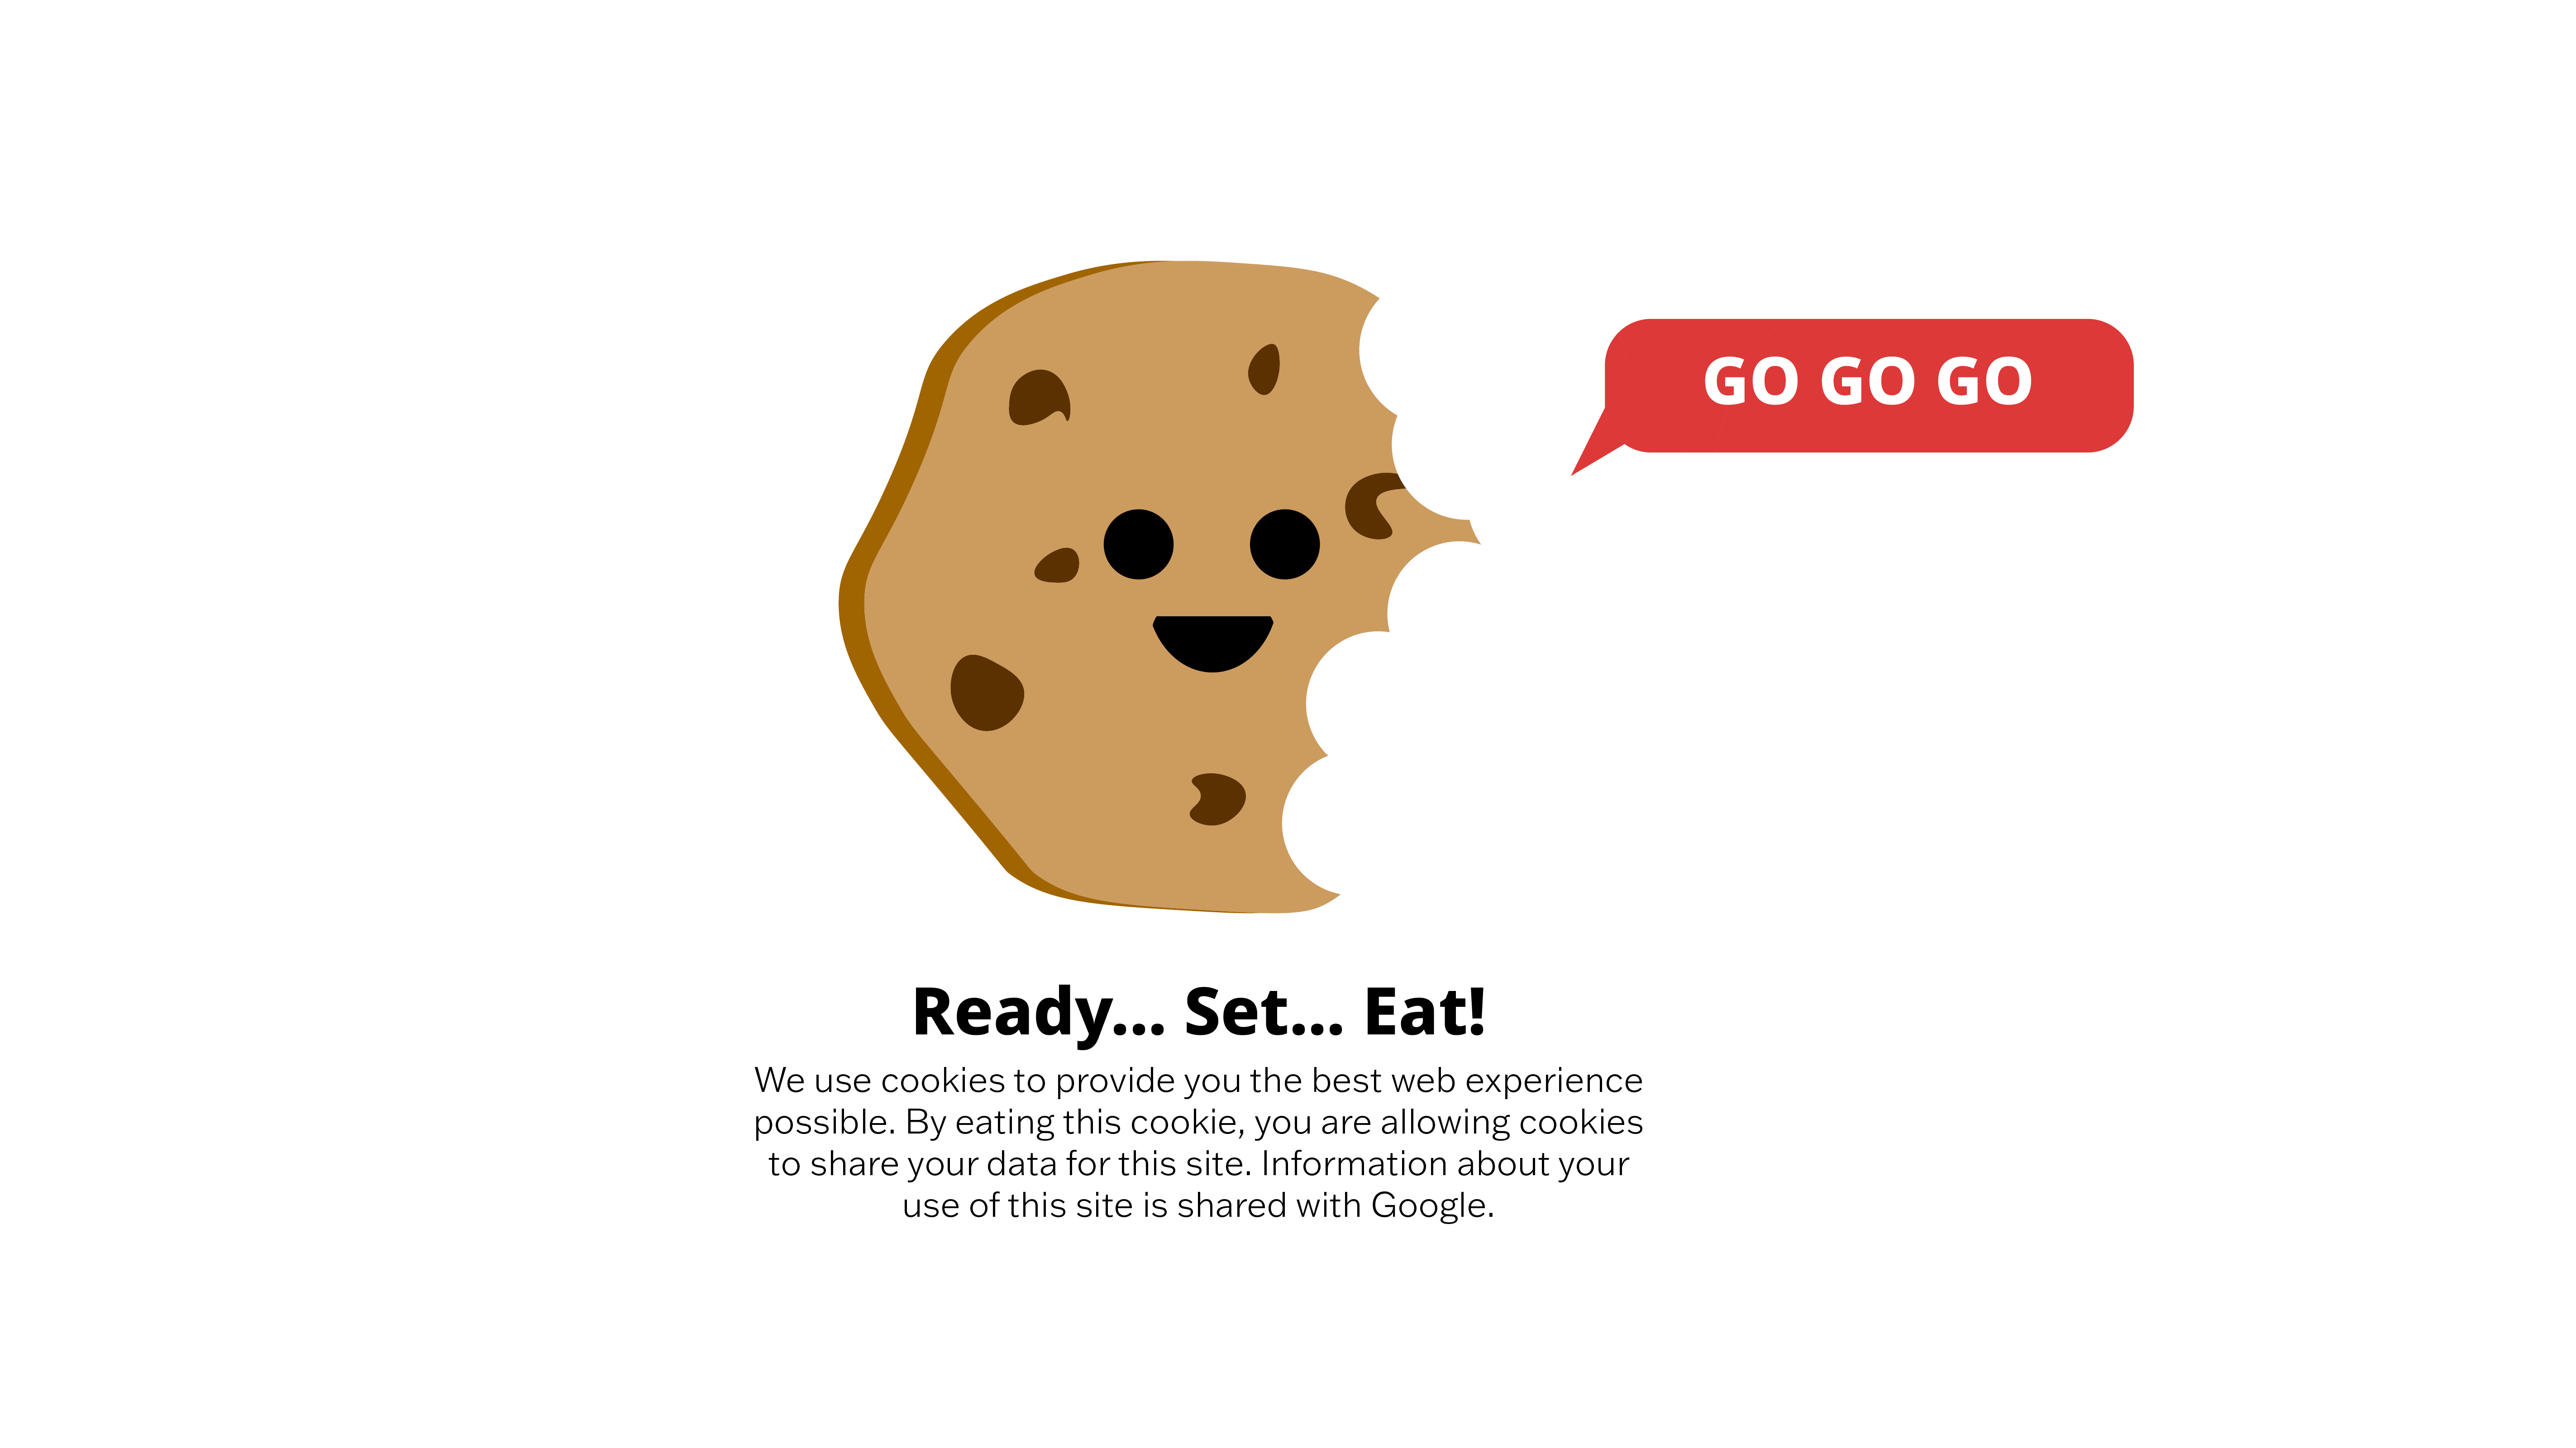 GO GO GO
Ready... Set... Eat!
We use cookies to provide you the best web experience
possible. By eating this cookie, you are allowing cookies
to share your data for this site. Information about your
use of this site is shared with Google.